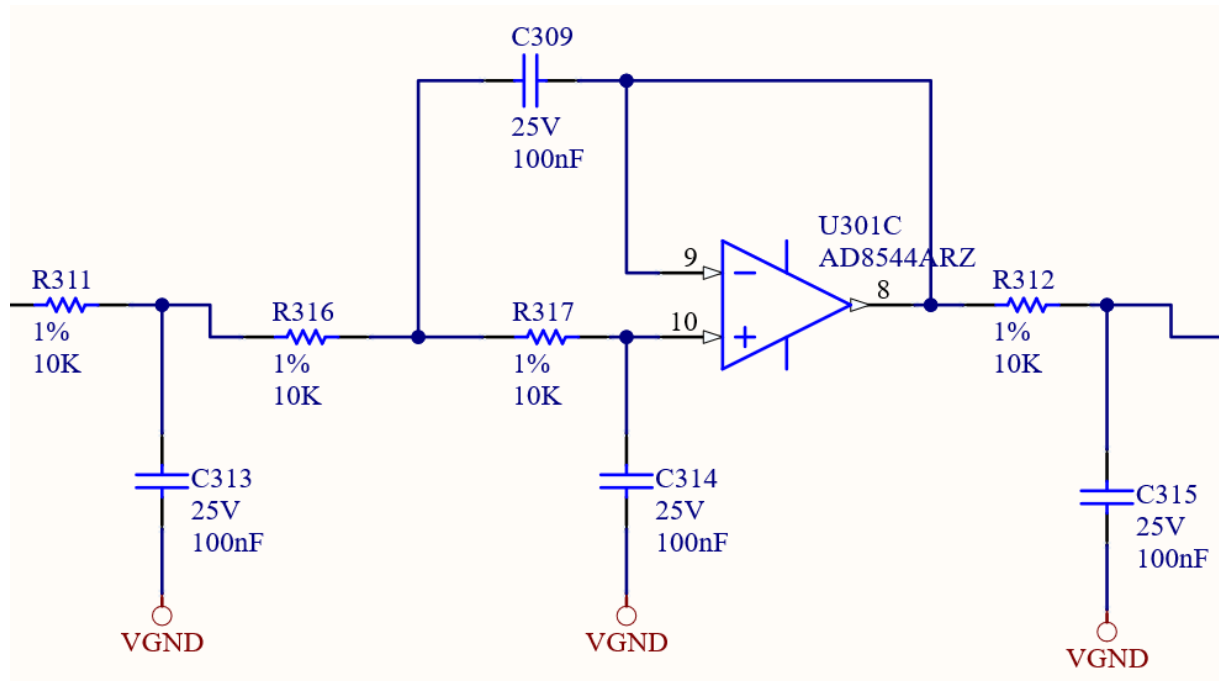 C309
25V
100nF
U301C
AD8544ARZ
9
8
10
R311
1%
10K
R316
1%
10K
R317
1%
10K
R312
1%
10K
C313
25V
100nF
C314
25V
100nF
C315
25V
100nF
VGND
VGND
VGND